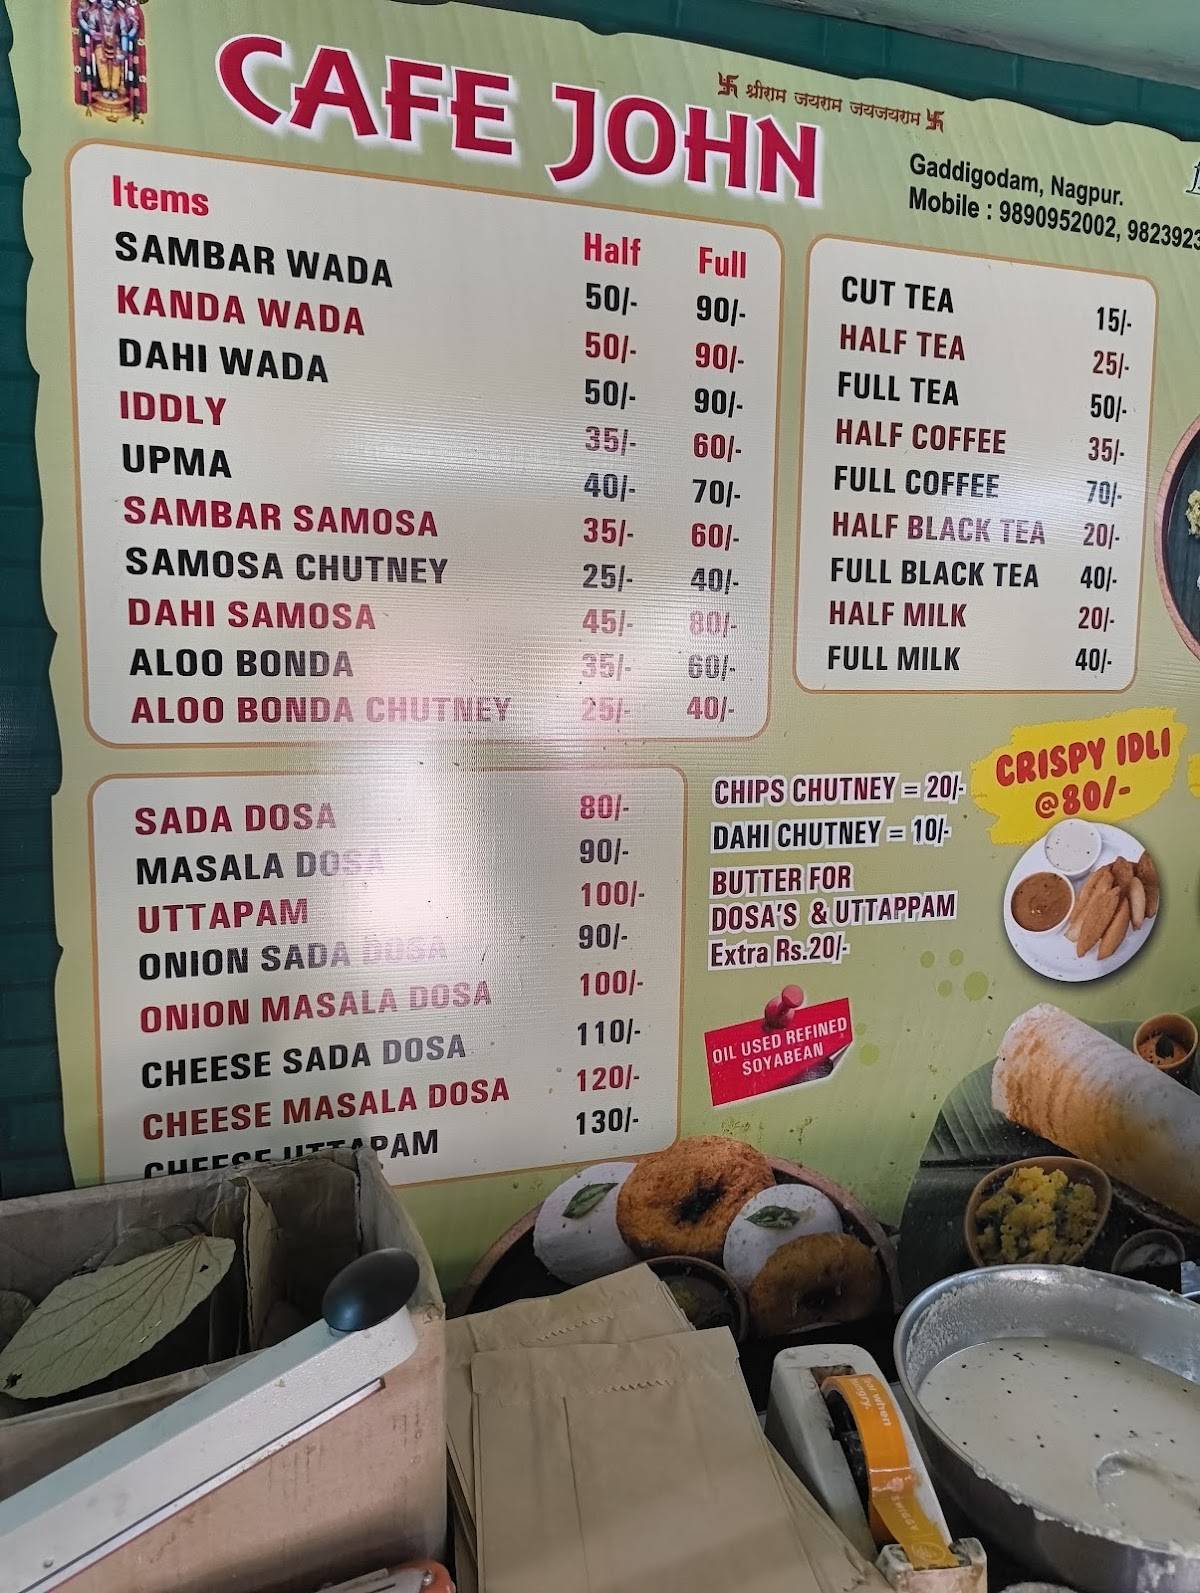 CAFE JOHN
卐 श्रीराम जयराम जयजयराम 卐
Gaddigodam, Nagpur.
Mobile : 9890952002, 9823923
Items Half Full
SAMBAR WADA 50/- 90/-
KANDA WADA 50/- 90/-
DAHI WADA 50/- 90/-
IDDLY 35/- 60/-
UPMA 40/- 70/-
SAMBAR SAMOSA 35/- 60/-
SAMOSA CHUTNEY 25/- 40/-
DAHI SAMOSA 45/- 80/-
ALOO BONDA 35/- 60/-
ALOO BONDA CHUTNEY 25/- 40/-
CUT TEA 15/-
HALF TEA 25/-
FULL TEA 50/-
HALF COFFEE 35/-
FULL COFFEE 70/-
HALF BLACK TEA 20/-
FULL BLACK TEA 40/-
HALF MILK 20/-
FULL MILK 40/-
SADA DOSA 80/-
MASALA DOSA 90/-
UTTAPAM 100/-
ONION SADA DOSA 90/-
ONION MASALA DOSA 100/-
CHEESE SADA DOSA 110/-
CHEESE MASALA DOSA 120/-
CHEESE UTTAPAM 130/-
CHIPS CHUTNEY = 20/-
DAHI CHUTNEY = 10/-
BUTTER FOR
DOSA'S & UTTAPPAM
Extra Rs.20/-
CRISPY IDLI
@80/-
OIL USED REFINED
SOYABEAN
SWIGGY